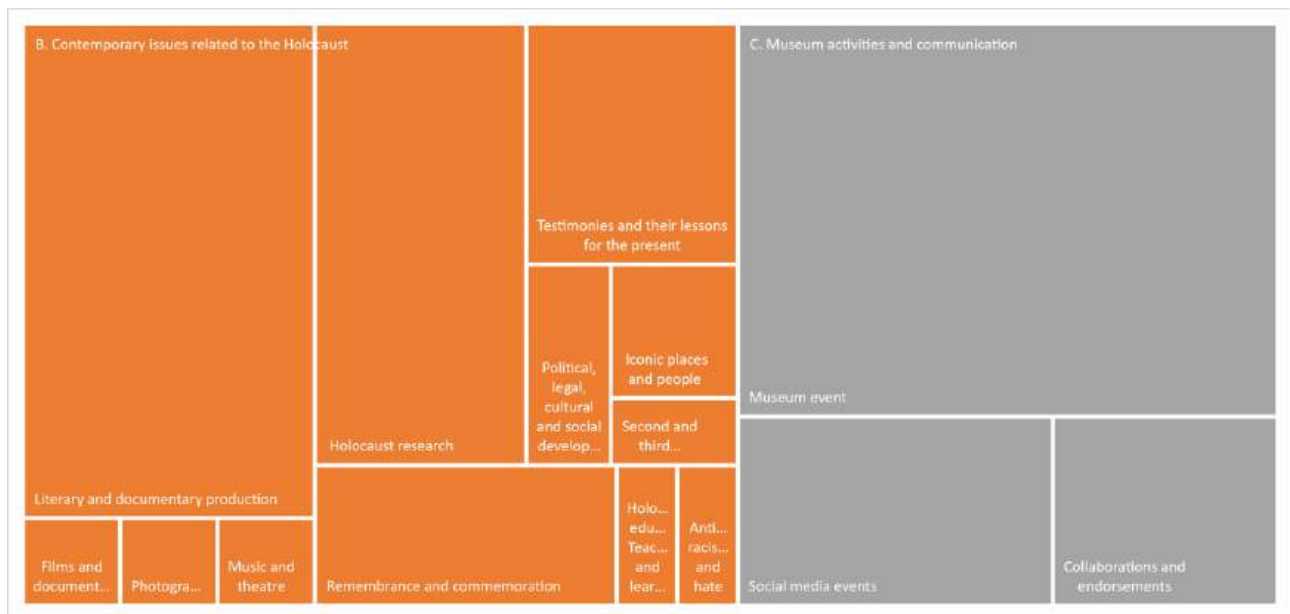 B. Contemporary issues related to the Holocaust
C. Museum activities and communication
Testimonies and their lessons
for the present
Political,
legal,
cultural
and social
develop...
Iconic places
and people
Museum event
Second and
third...
Holocaust research
Literary and documentary production
Films and
document...
Photogra...
Music and
theatre
Remembrance and commemoration
Holo...
edu...
Teac...
and
lear...
Anti...
racis...
and
hate
Social media events
Collaborations and
endorsements